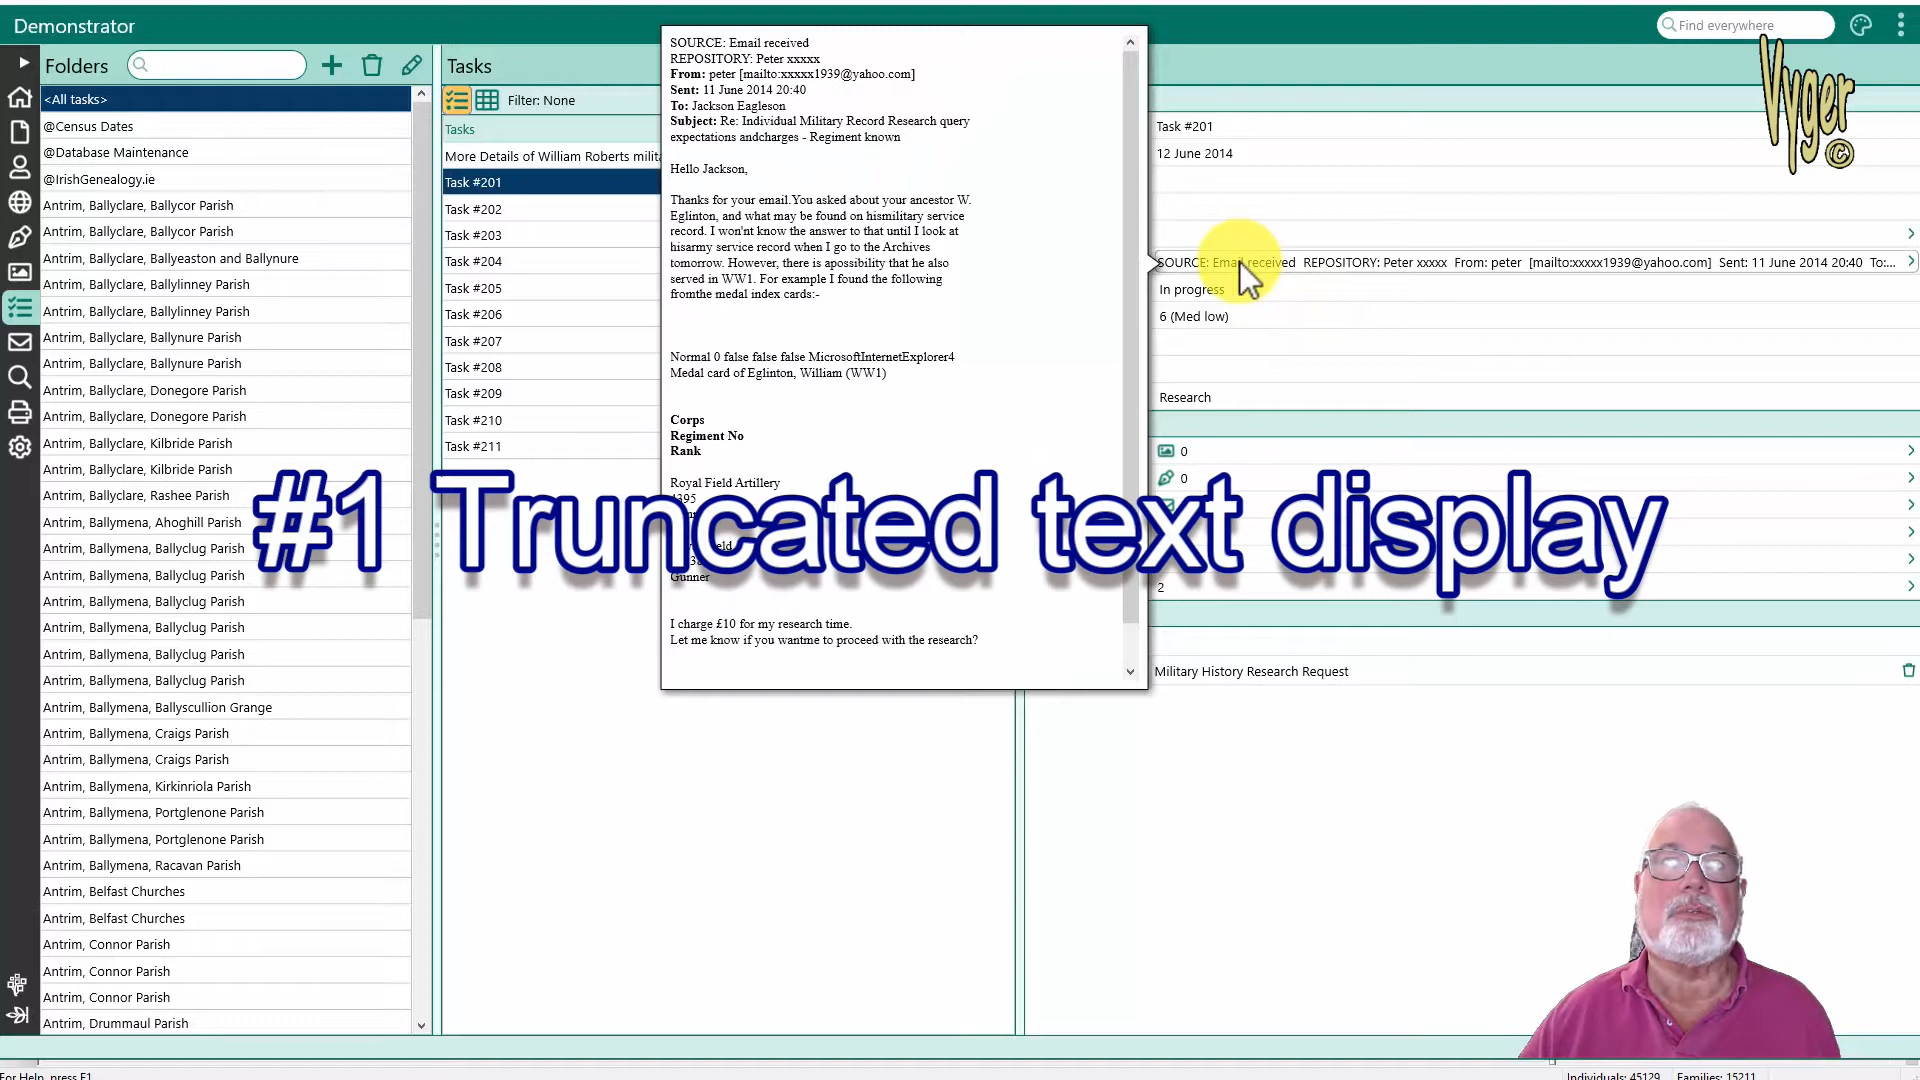 Demonstrator
Find everywhere
Vyger ©
Folders
<All tasks>
@Census Dates
@Database Maintenance
@IrishGenealogy.ie
Antrim, Ballyclare, Ballycor Parish
Antrim, Ballyclare, Ballycor Parish
Antrim, Ballyclare, Ballyeaston and Ballynure
Antrim, Ballyclare, Ballylinney Parish
Antrim, Ballyclare, Ballylinney Parish
Antrim, Ballyclare, Ballynure Parish
Antrim, Ballyclare, Ballynure Parish
Antrim, Ballyclare, Donegore Parish
Antrim, Ballyclare, Donegore Parish
Antrim, Ballyclare, Kilbride Parish
Antrim, Ballyclare, Kilbride Parish
Antrim, Ballyclare, Rashee Parish
Antrim, Ballymena, Ahoghill Parish
Antrim, Ballymena, Ballyclug Parish
Antrim, Ballymena, Ballyclug Parish
Antrim, Ballymena, Ballyclug Parish
Antrim, Ballymena, Ballyclug Parish
Antrim, Ballymena, Ballyclug Parish
Antrim, Ballymena, Ballyclug Parish
Antrim, Ballymena, Ballyscullion Grange
Antrim, Ballymena, Craigs Parish
Antrim, Ballymena, Craigs Parish
Antrim, Ballymena, Kirkinriola Parish
Antrim, Ballymena, Portglenone Parish
Antrim, Ballymena, Portglenone Parish
Antrim, Ballymena, Racavan Parish
Antrim, Belfast Churches
Antrim, Belfast Churches
Antrim, Connor Parish
Antrim, Connor Parish
Antrim, Connor Parish
Antrim, Drummaul Parish
Tasks
Filter: None
Tasks
More Details of William Roberts milita
Task #201
Task #202
Task #203
Task #204
Task #205
Task #206
Task #207
Task #208
Task #209
Task #210
Task #211
SOURCE: Email received
REPOSITORY: Peter xxxxx
From: peter [mailto:xxxxx1939@yahoo.com]
Sent: 11 June 2014 20:40
To: Jackson Eagleson
Subject: Re: Individual Military Record Research query
expectations andcharges - Regiment known
Hello Jackson,
Thanks for your email.You asked about your ancestor W.
Eglinton, and what may be found on hismilitary service
record. I won'nt know the answer to that until I look at
hisarmy service record when I go to the Archives
tomorrow. However, there is apossibility that he also
served in WW1. For example I found the following
fromthe medal index cards:-
Normal 0 false false false MicrosoftInternetExplorer4
Medal card of Eglinton, William (WW1)
Corps
Regiment No
Rank
Royal Field Artillery
4395
Gunner
I charge £10 for my research time.
Let me know if you wantme to proceed with the research?
#1 Truncated text display
Task #201
12 June 2014
SOURCE: Email received REPOSITORY: Peter xxxxx From: peter [mailto:xxxxx1939@yahoo.com] Sent: 11 June 2014 20:40 To:...
In progress
6 (Med low)
Research
0
0
2
Military History Research Request
For Help, press F1
Individuals: 45129 Families: 15211